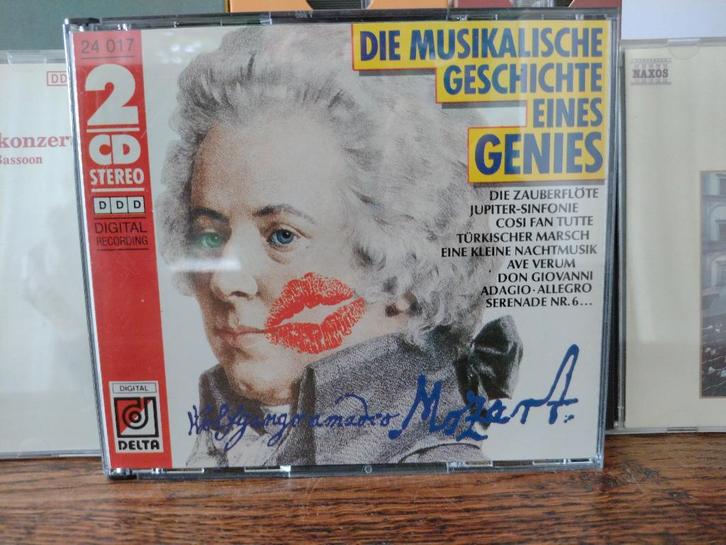 24 017
2
CD
STEREO
DDD
DIGITAL
RECORDING
DIGITAL
DELTA
DIE MUSIKALISCHE
GESCHICHTE
EINES
GENIES
DIE ZAUBERFLÖTE
JUPITER-SINFONIE
COSI FAN TUTTE
TÜRKISCHER MARSCH
EINE KLEINE NACHTMUSIK
AVE VERUM
DON GIOVANNI
ADAGIO·ALLEGRO
SERENADE NR.6...
Wolfgango amadeo Mozart
DD
konzer
Bassoon
NAXOS